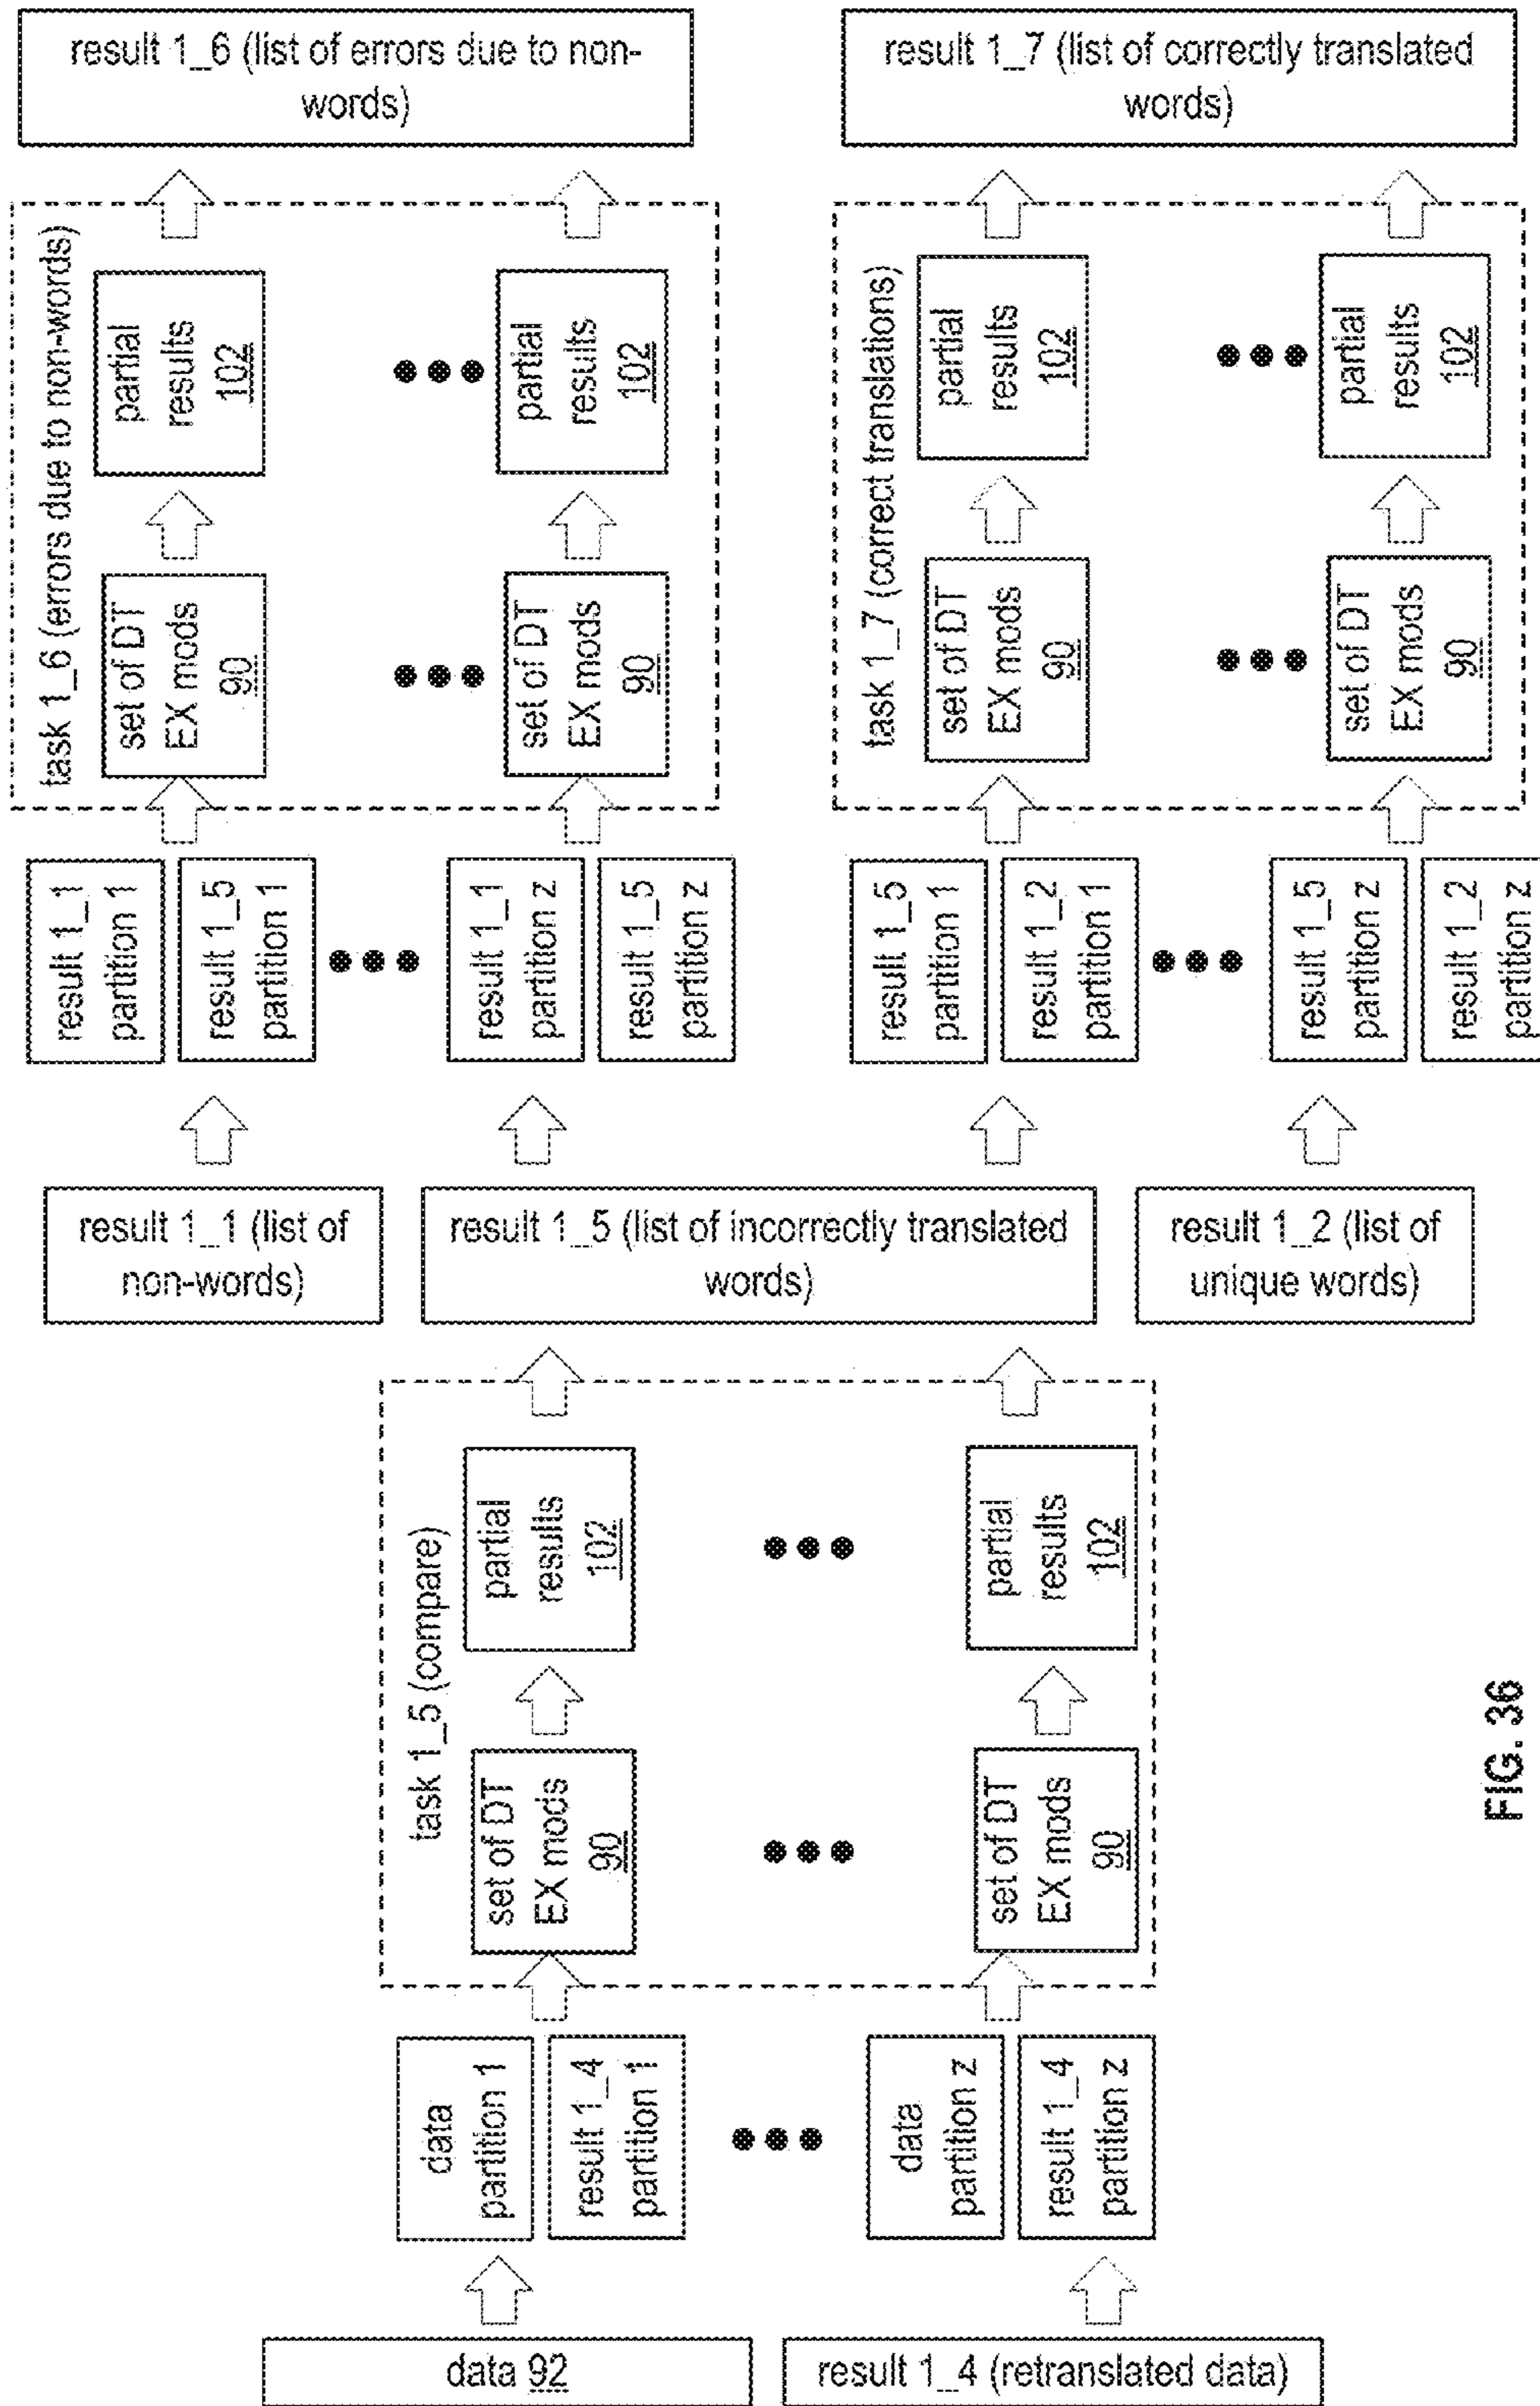 data 92
result 1_4 (retranslated data)
data
partition 1
result 1_4
partition 1
data
partition z
result 1_4
partition z
task 1_5 (compare)
set of DT
EX mods
90
partial
results
102
set of DT
EX mods
90
partial
results
102
result 1_1 (list of
non-words)
result 1_5 (list of incorrectly translated
words)
result 1_2 (list of
unique words)
result 1_1
partition 1
result 1_5
partition 1
result 1_1
partition z
result 1_5
partition z
task 1_6 (errors due to non-words)
set of DT
EX mods
90
partial
results
102
set of DT
EX mods
90
partial
results
102
result 1_6 (list of errors due to non-
words)
result 1_5
partition 1
result 1_2
partition 1
result 1_5
partition z
result 1_2
partition z
task 1_7 (correct translations)
set of DT
EX mods
90
partial
results
102
set of DT
EX mods
90
partial
results
102
result 1_7 (list of correctly translated
words)
FIG. 36